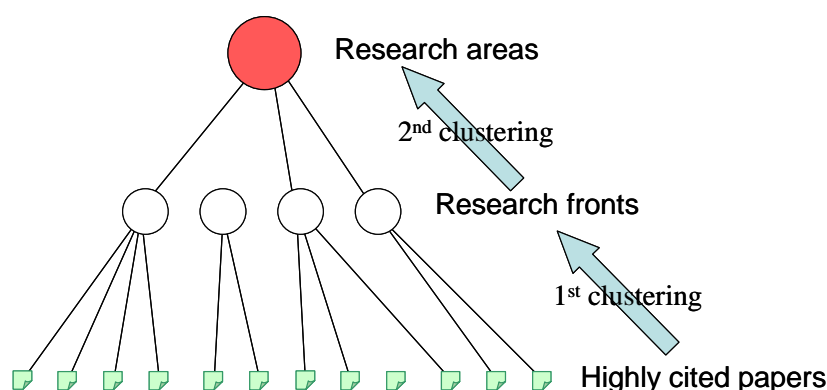 Research areas
2nd clustering
Research fronts
1st clustering
Highly cited papers